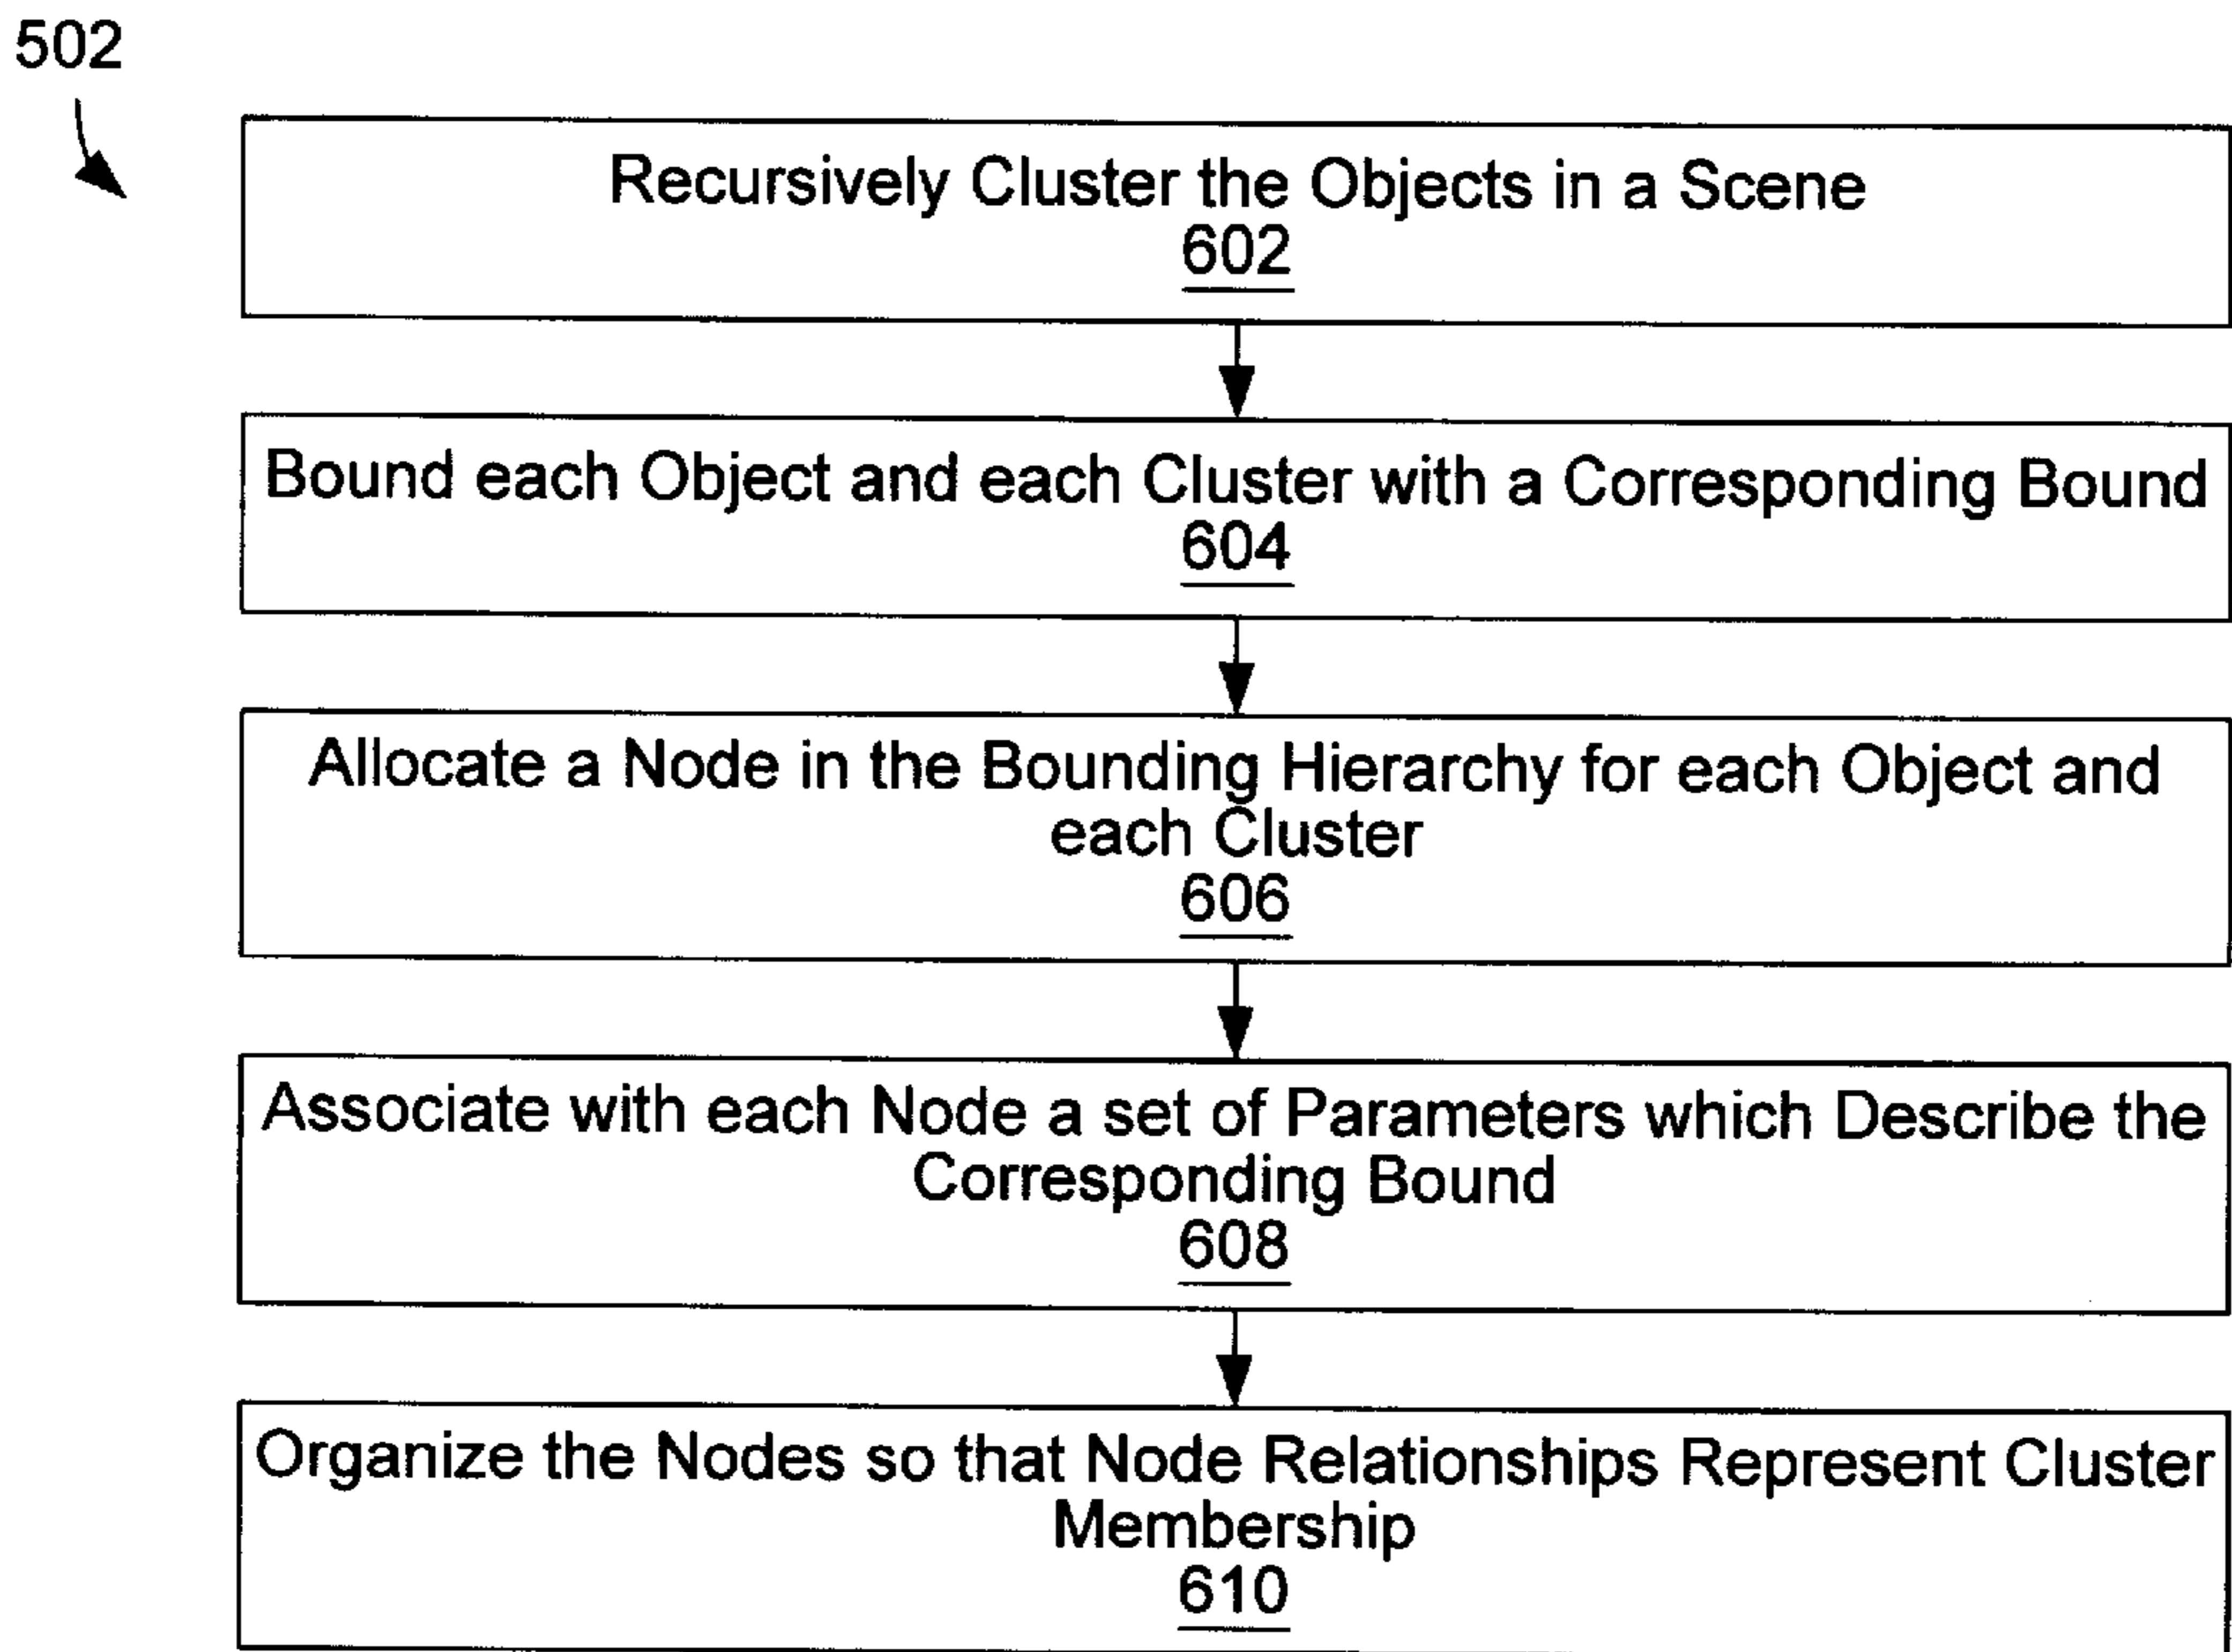 502
Recursively Cluster the Objects in a Scene
602
Bound each Object and each Cluster with a Corresponding Bound
604
Allocate a Node in the Bounding Hierarchy for each Object and
each Cluster
606
Associate with each Node a set of Parameters which Describe the
Corresponding Bound
608
Organize the Nodes so that Node Relationships Represent Cluster
Membership
610